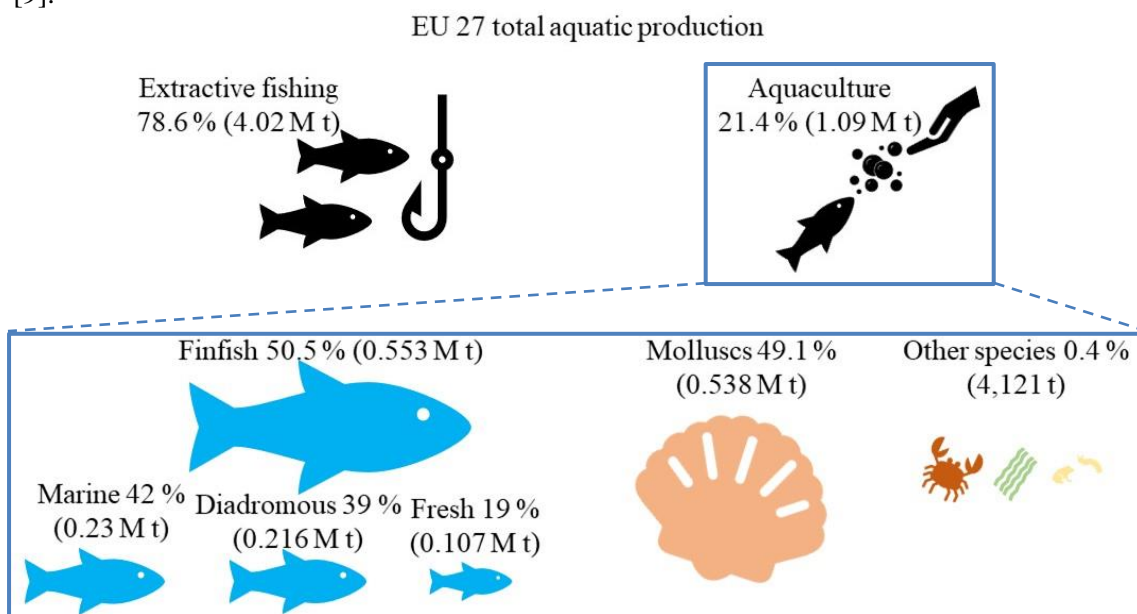 [9].
EU 27 total aquatic production
Extractive fishing
78.6 % (4.02 M t)
Aquaculture
21.4 % (1.09 M t)
Finfish 50.5 % (0.553 M t)
Molluscs 49.1 %
(0.538 M t)
Other species 0.4 %
(4,121 t)
Marine 42 %
(0.23 M t)
Diadromous 39 %
(0.216 M t)
Fresh 19 %
(0.107 M t)